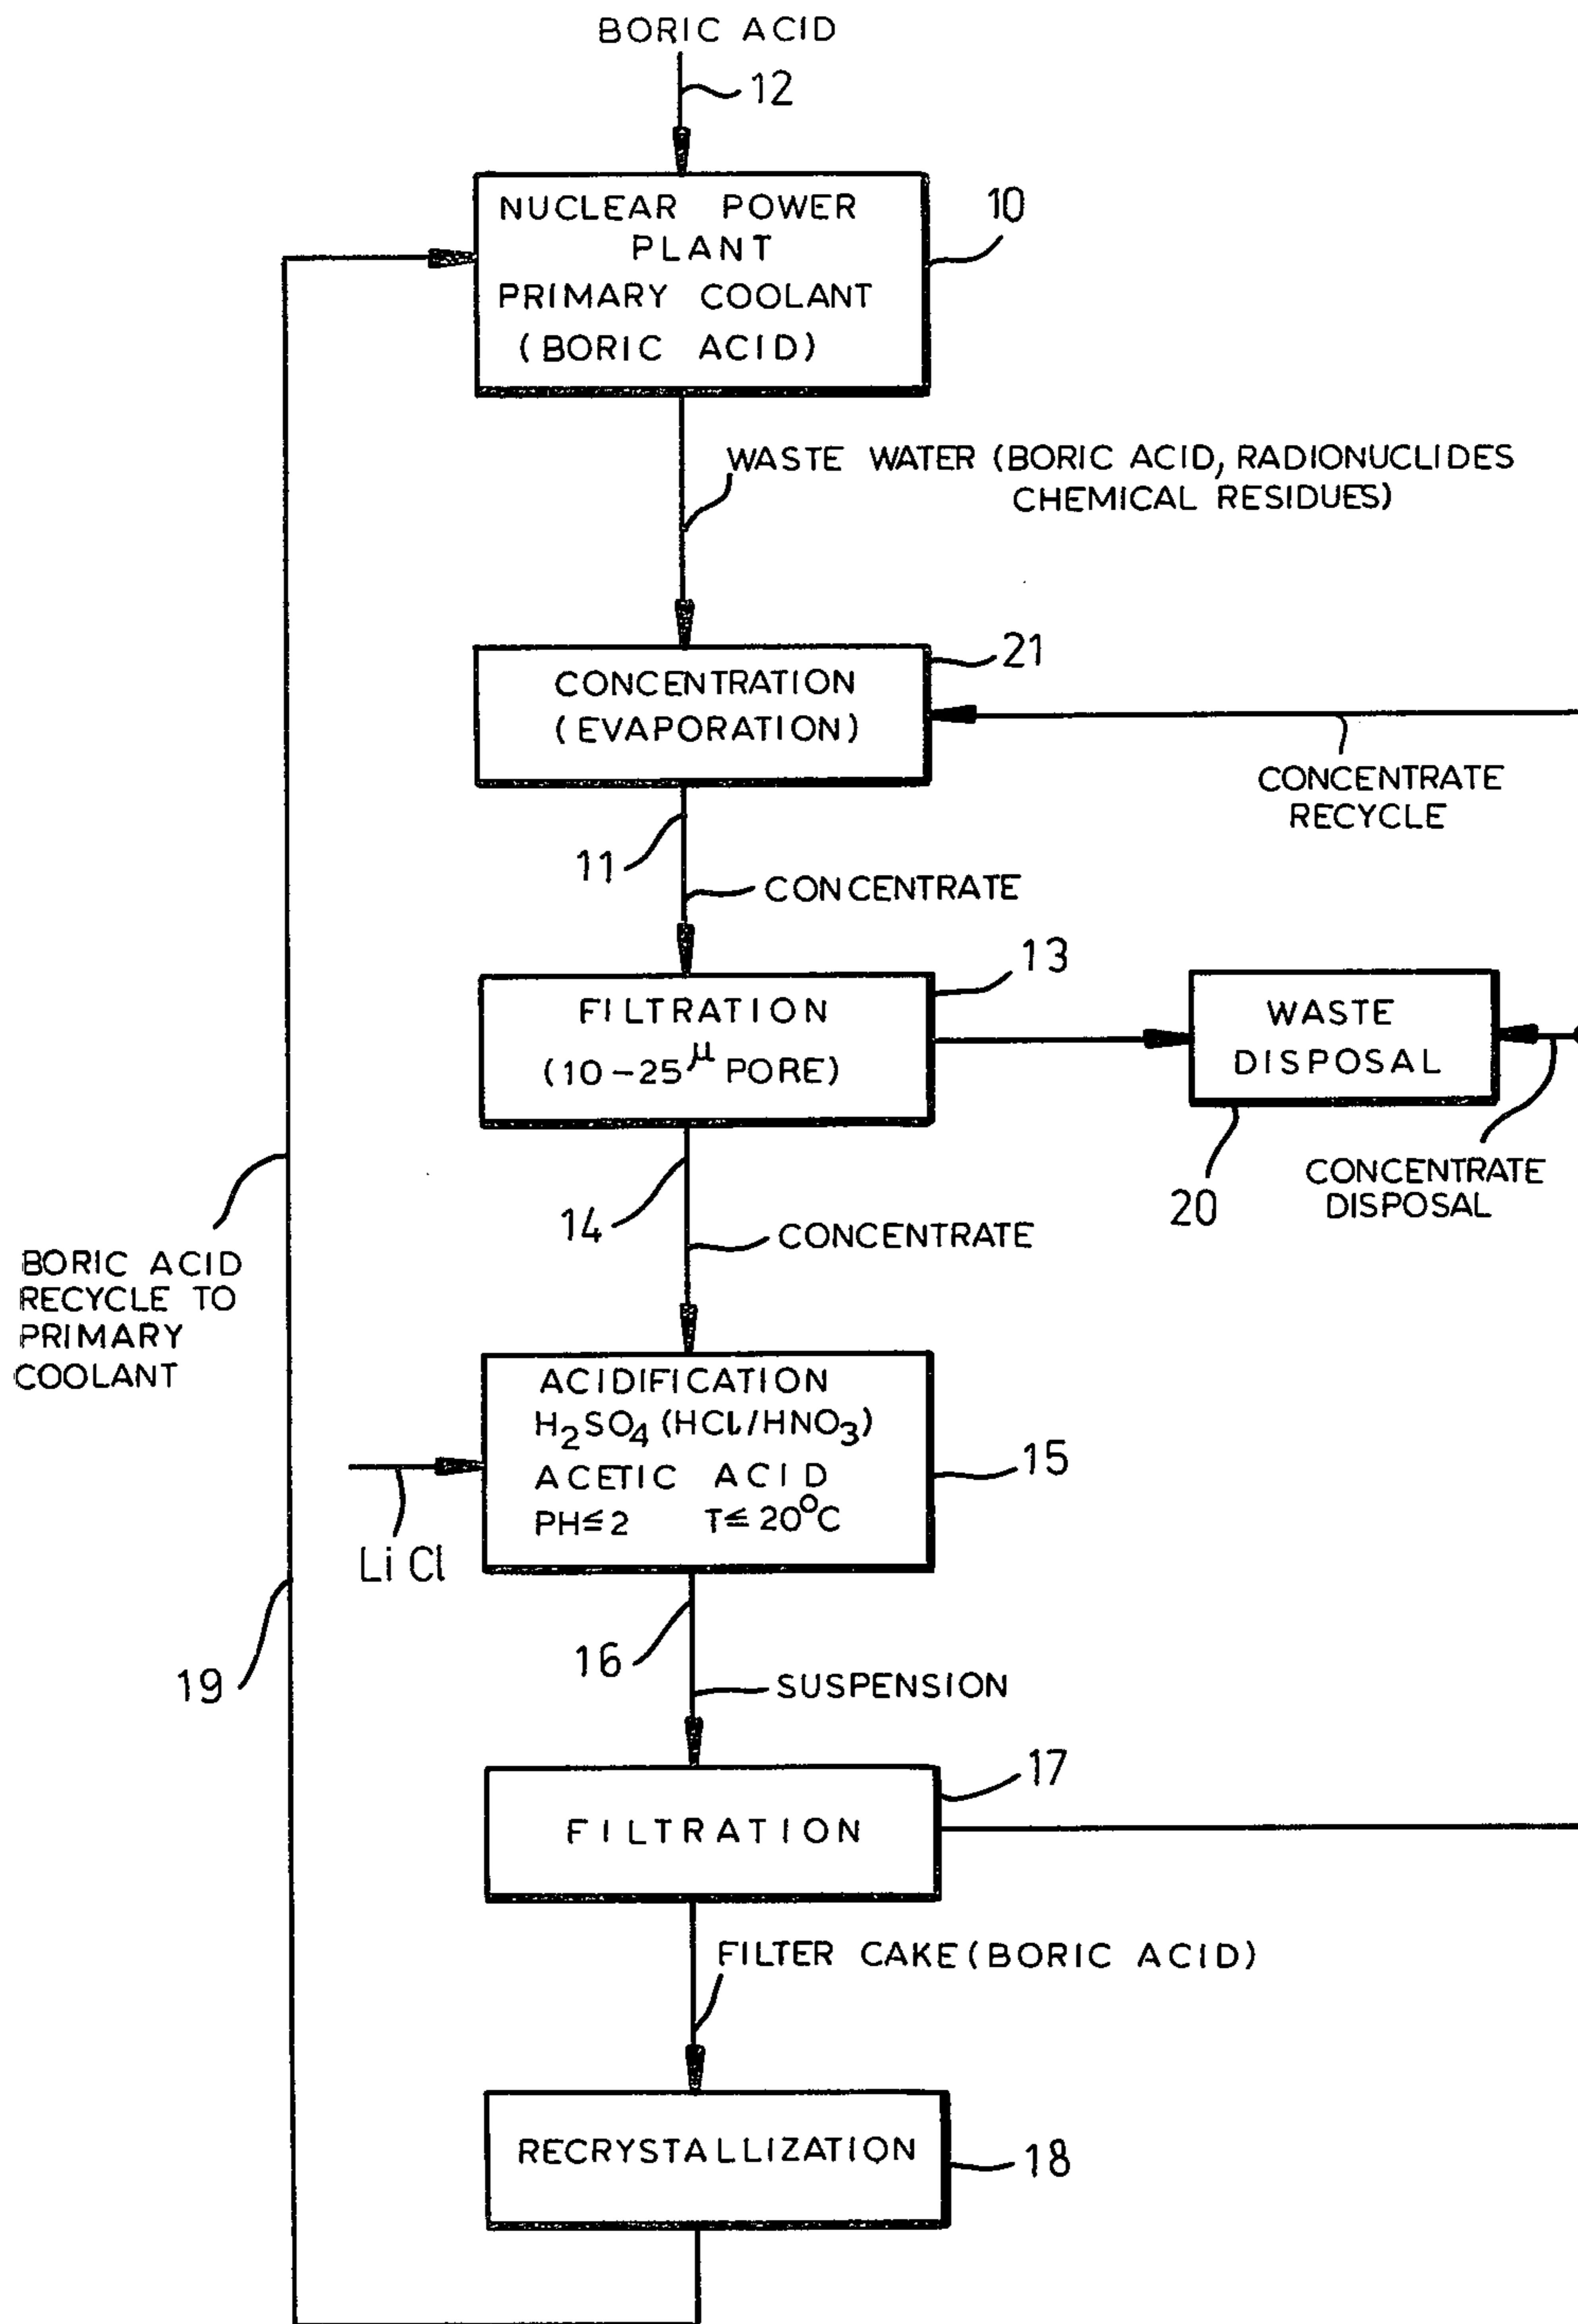 BORIC ACID
12
NUCLEAR POWER
PLANT
PRIMARY COOLANT
(BORIC ACID)
10
WASTE WATER (BORIC ACID, RADIONUCLIDES
CHEMICAL RESIDUES)
21
CONCENTRATION
(EVAPORATION)
CONCENTRATE
RECYCLE
11
CONCENTRATE
13
FILTRATION
(10-25μ PORE)
WASTE
DISPOSAL
20
CONCENTRATE
DISPOSAL
14
CONCENTRATE
BORIC ACID
RECYCLE TO
PRIMARY
COOLANT
ACIDIFICATION
H₂SO₄ (HCl/HNO₃)
ACETIC ACID
PH≦2 T≦20°C
15
LiCl
16
SUSPENSION
19
17
FILTRATION
FILTER CAKE (BORIC ACID)
RECRYSTALLIZATION
18